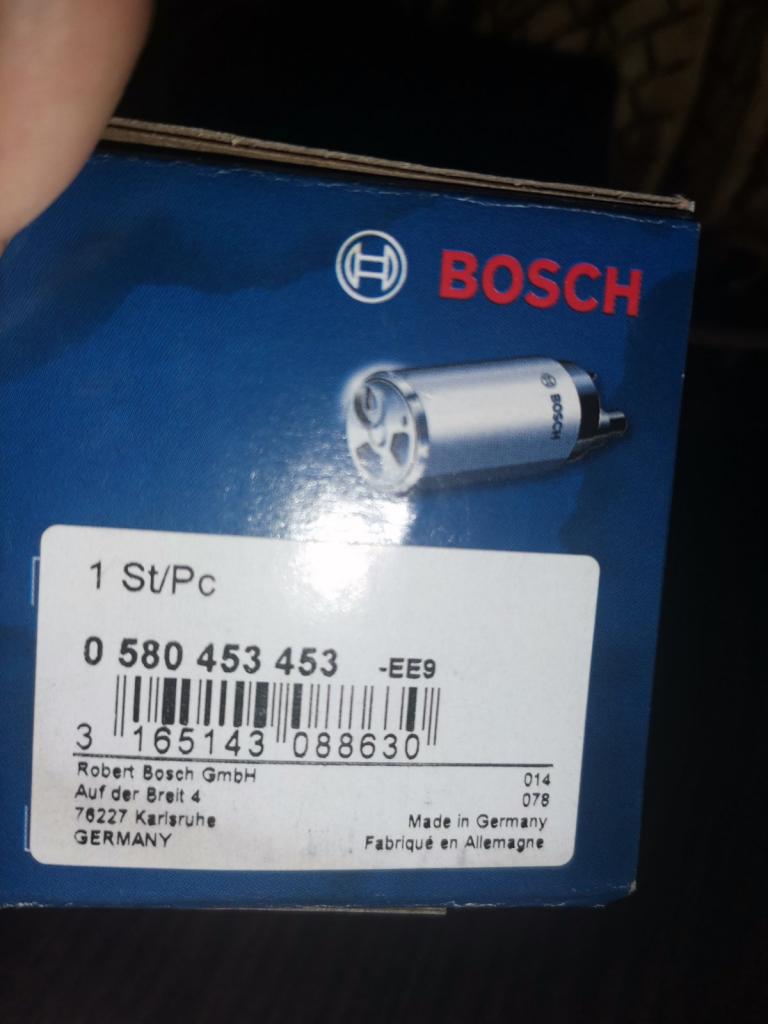 BOSCH
BOSCH
1 St/Pc
0 580 453 453 -EE9
3 165143 088630
Robert Bosch GmbH
Auf der Breit 4
76227 Karlsruhe
GERMANY
014
078
Made in Germany
Fabriqué en Allemagne